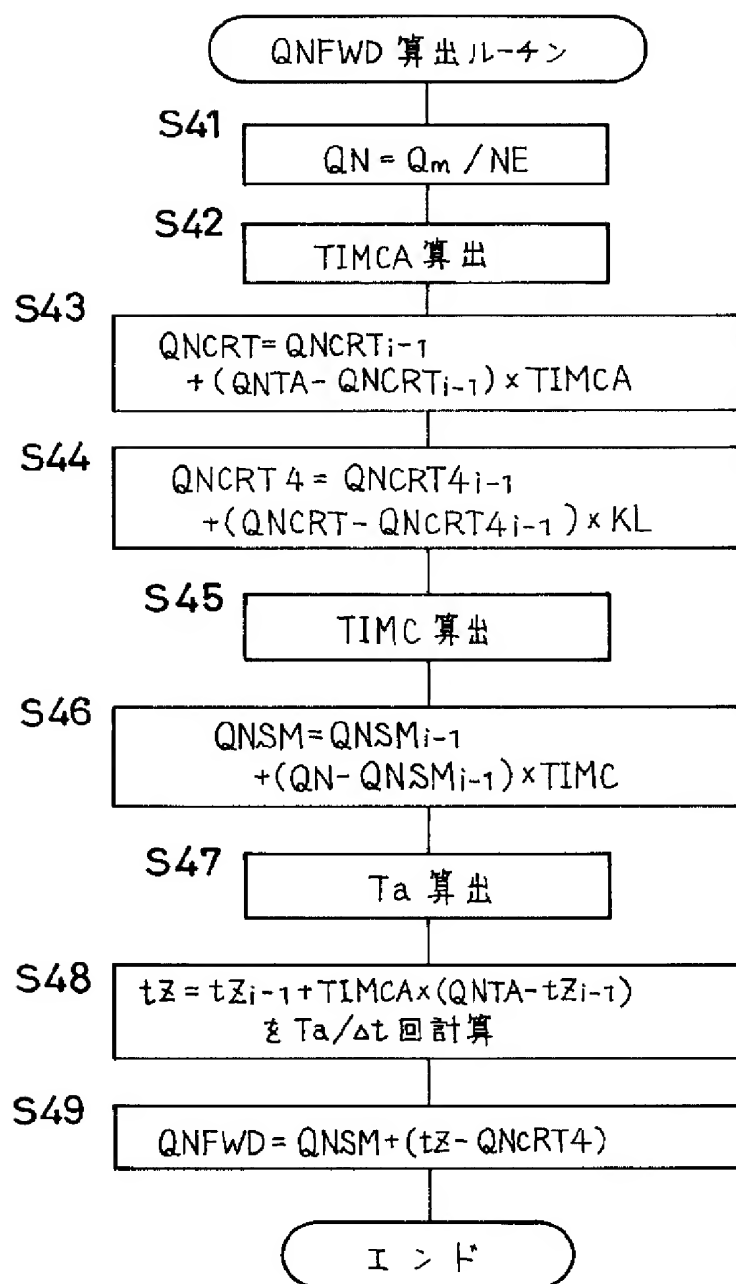 QNFWD 算出ルーチン
S41
QN = Qm / NE
S42
TIMCA 算出
S43
QNCRT = QNCRTi-1
+ (QNTA - QNCRTi-1) × TIMCA
S44
QNCRT4 = QNCRT4i-1
+ (QNCRT - QNCRT4i-1) × KL
S45
TIMC 算出
S46
QNSM = QNSMi-1
+ (QN - QNSMi-1) × TIMC
S47
Ta 算出
S48
tZ = tZi-1 + TIMCA × (QNTA - tZi-1)
を Ta/Δt 回計算
S49
QNFWD = QNSM + (tZ - QNCRT4)
エンド